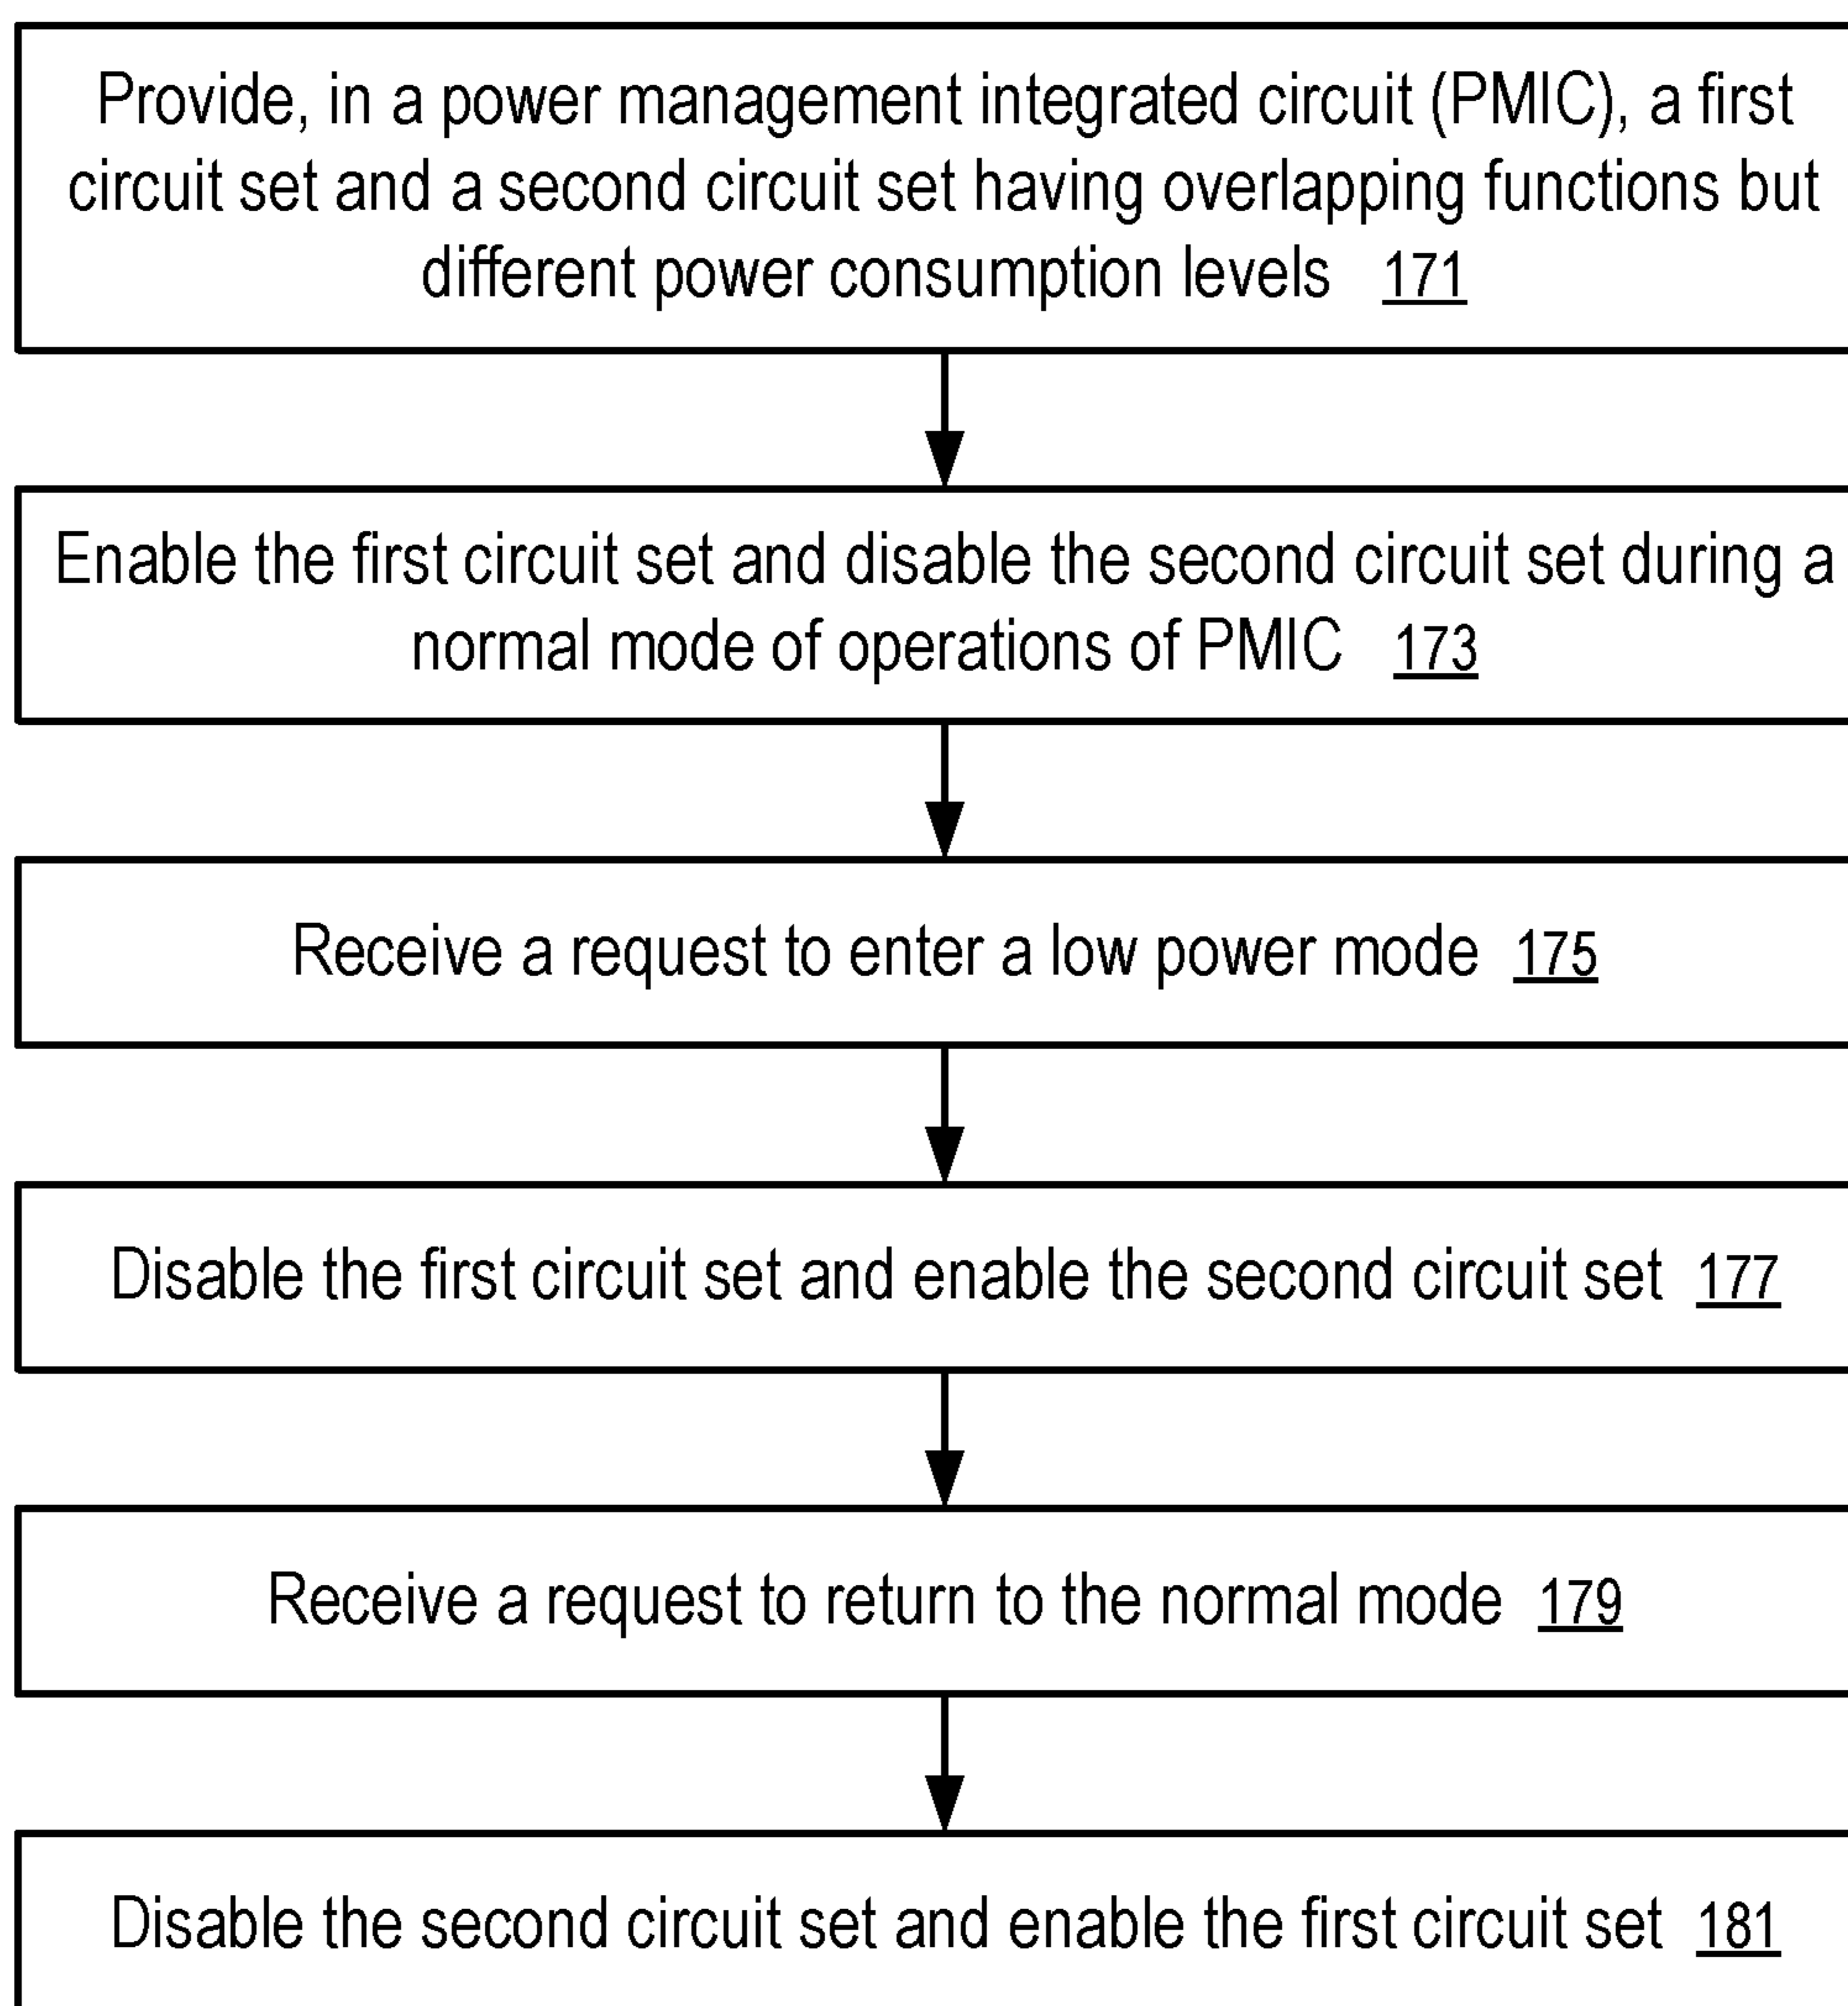 Provide, in a power management integrated circuit (PMIC), a first
circuit set and a second circuit set having overlapping functions but
different power consumption levels 171
Enable the first circuit set and disable the second circuit set during a
normal mode of operations of PMIC 173
Receive a request to enter a low power mode 175
Disable the first circuit set and enable the second circuit set 177
Receive a request to return to the normal mode 179
Disable the second circuit set and enable the first circuit set 181